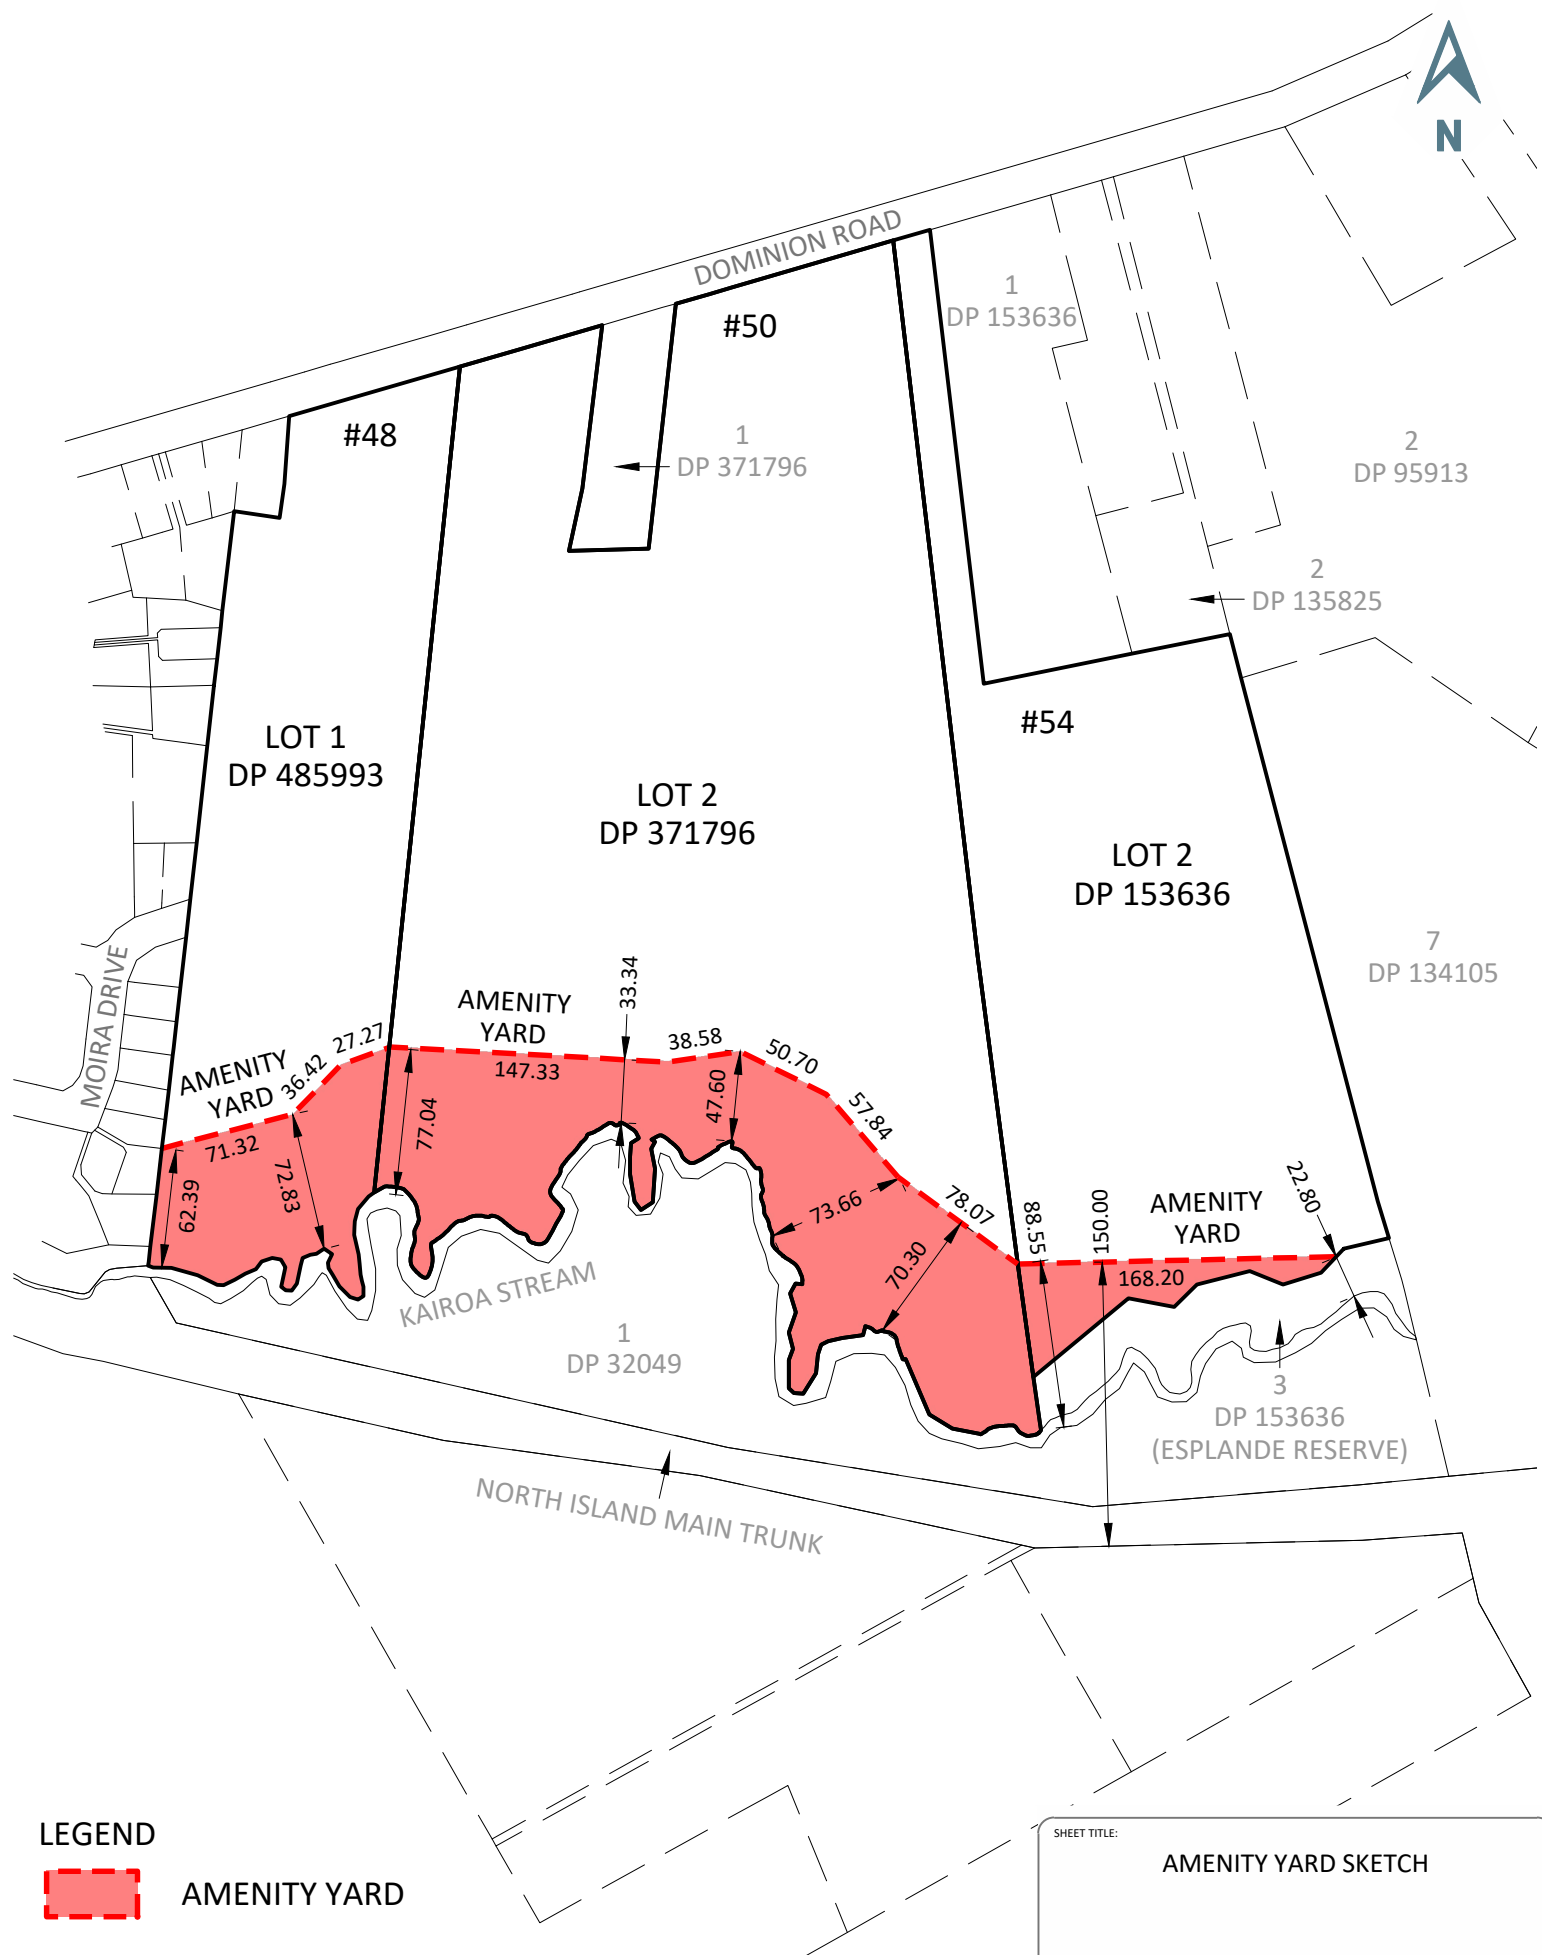 N
DOMINION ROAD
1
DP 153636
#50
#48
1
DP 371796
2
DP 95913
2
DP 135825
#54
LOT 1
DP 485993
LOT 2
DP 371796
LOT 2
DP 153636
7
DP 134105
MOIRA DRIVE
AMENITY
YARD
33.34
AMENITY
YARD
36.42
27.27
147.33
38.58
50.70
57.84
71.32
77.04
47.60
62.39
72.83
73.66
78.07
70.30
88.55
150.00
AMENITY
YARD
22.80
168.20
KAIROA STREAM
1
DP 32049
3
DP 153636
(ESPLANDE RESERVE)
NORTH ISLAND MAIN TRUNK
LEGEND
AMENITY YARD
SHEET TITLE:
AMENITY YARD SKETCH